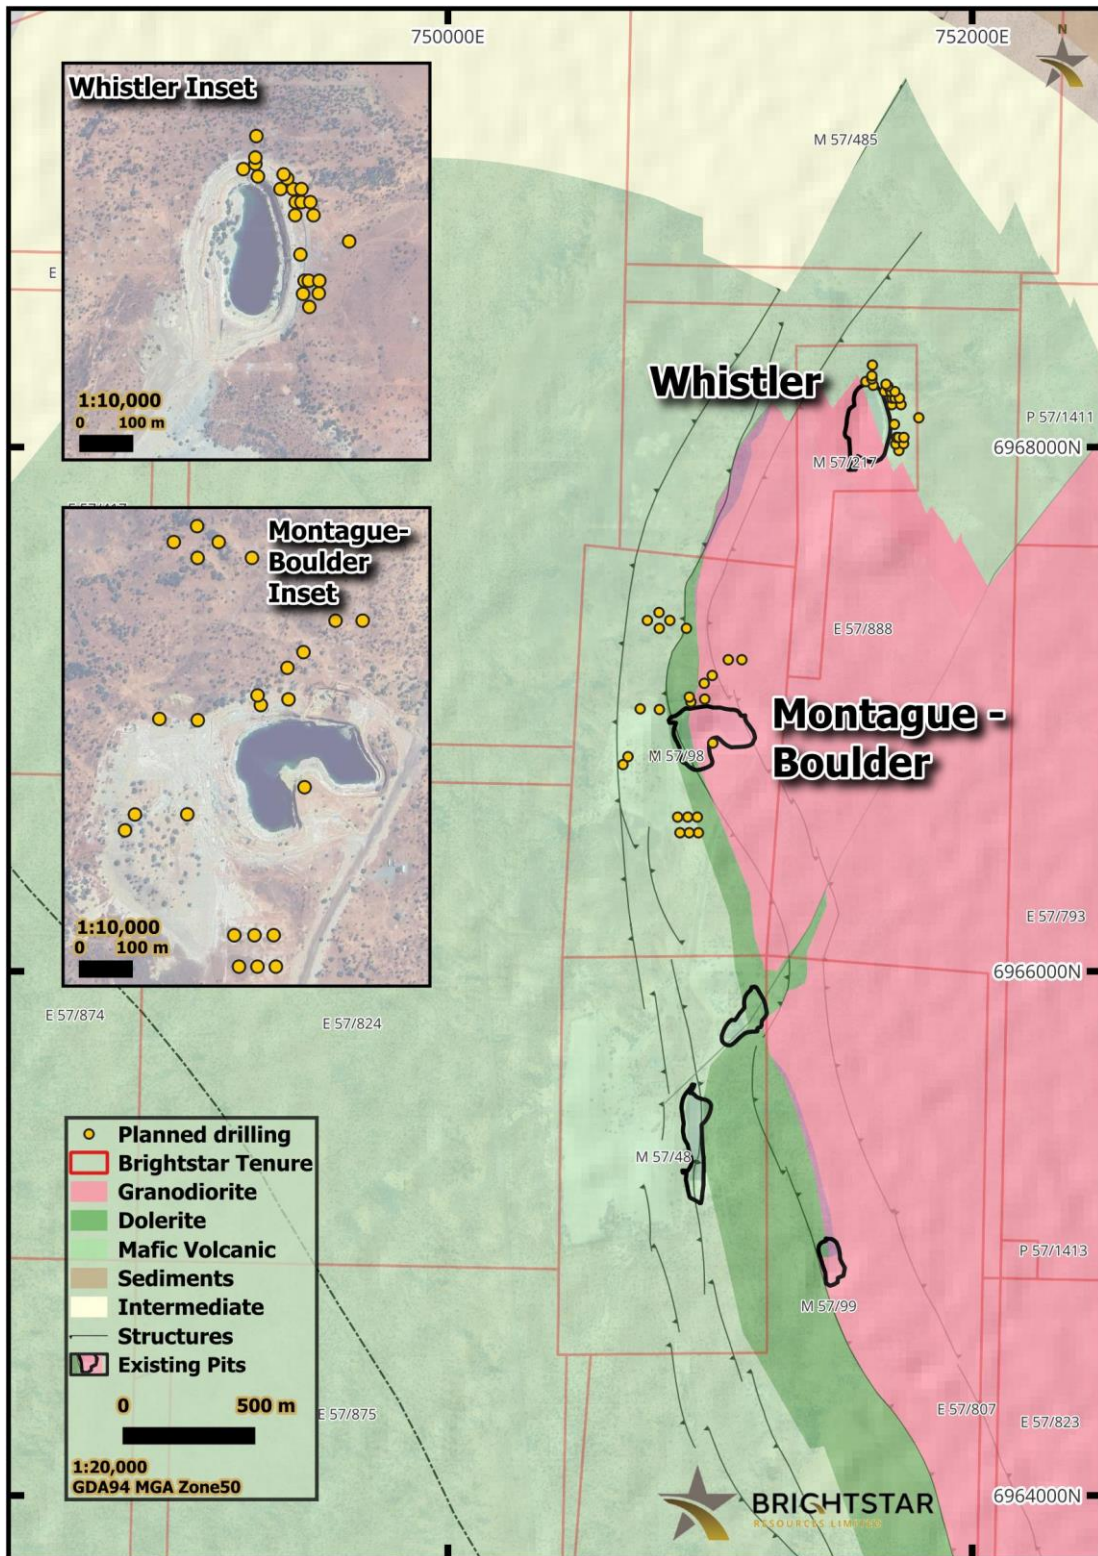 750000E
752000E
N
Whistler Inset
M 57/485
E
Whistler
P 57/1411
1:10,000
0 100 m
6968000N
M 57/217
Montague-
Boulder
Inset
E 57/888
Montague -
Boulder
M 57/98
1:10,000
0 100 m
E 57/793
6966000N
E 57/874
E 57/824
Planned drilling
Brightstar Tenure
Granodiorite
Dolerite
Mafic Volcanic
Sediments
Intermediate
Structures
Existing Pits
0 500 m
1:20,000
GDA94 MGA Zone50
M 57/48
P 57/1413
M 57/99
E 57/875
E 57/807
E 57/823
6964000N
BRIGHTSTAR
RESOURCES LIMITED